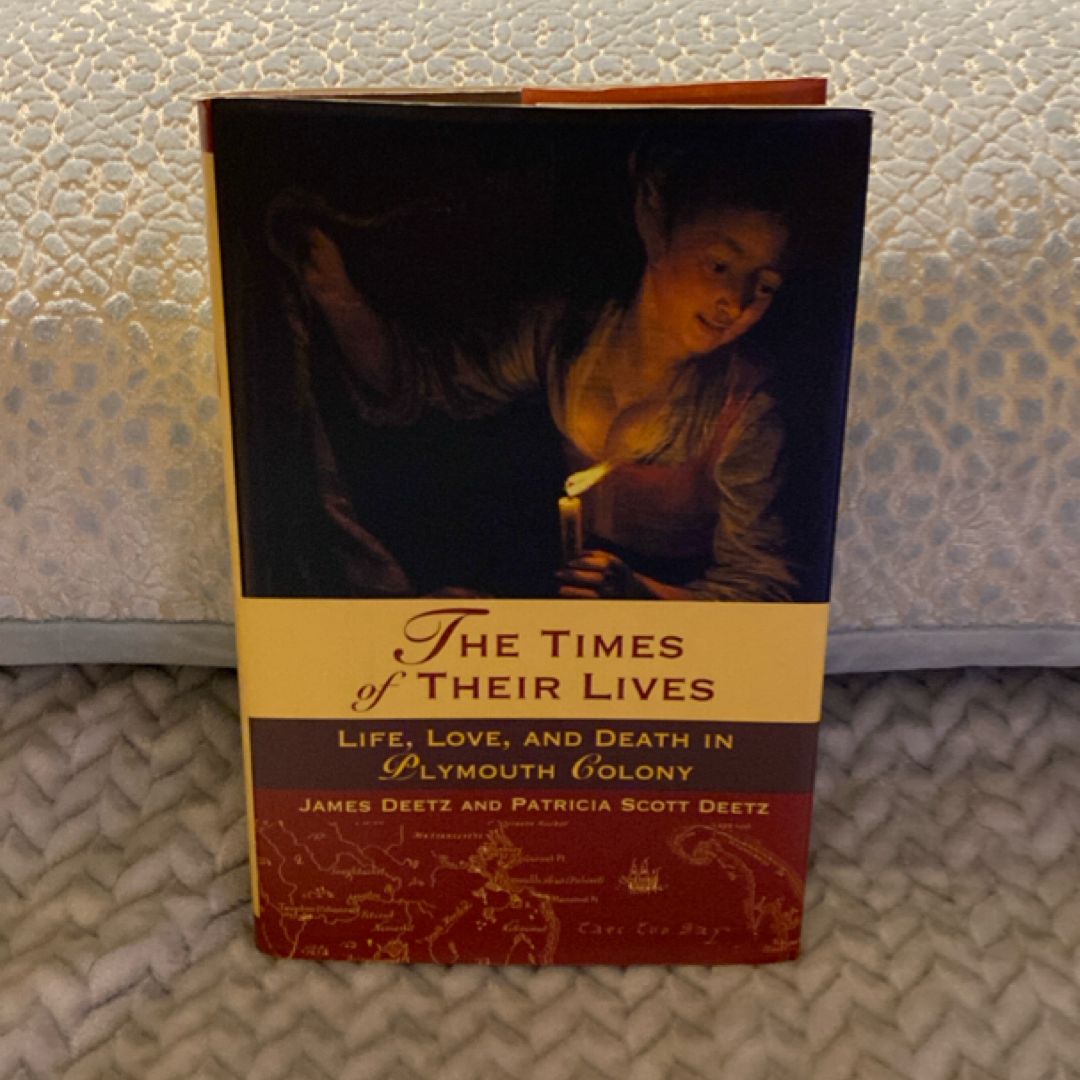 THE TIMES
of THEIR LIVES
LIFE, LOVE, AND DEATH IN
PLYMOUTH COLONY
JAMES DEETZ AND PATRICIA SCOTT DEETZ
CAPE COD BAY